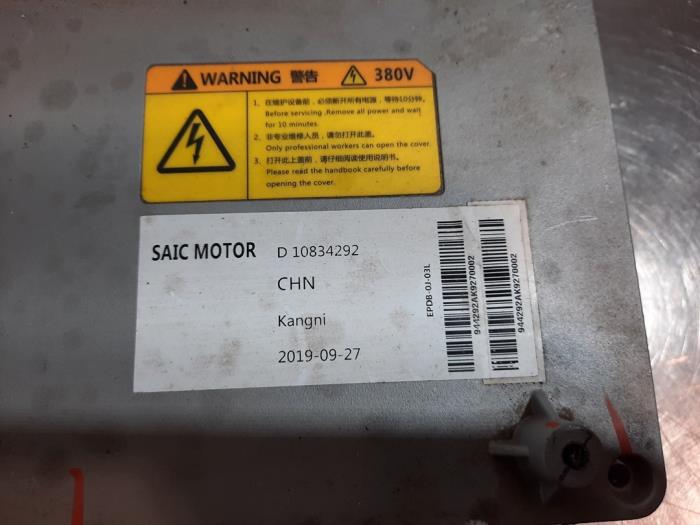 WARNING 警告 380V
1、在维护设备前，必须断开所有电源，等待10分钟。
Before servicing ,Remove all power and wait
for 10 minutes.
2、非专业维修人员，请勿打开此盖。
Only professional workers can open the cover.
3、打开此上盖前，请仔细阅读使用说明书。
Please read the handbook carefully before
opening the cover.
SAIC MOTOR D 10834292
CHN
Kangni
2019-09-27
EPDB-0J-03L
944292AK9270002
944292AK9270002